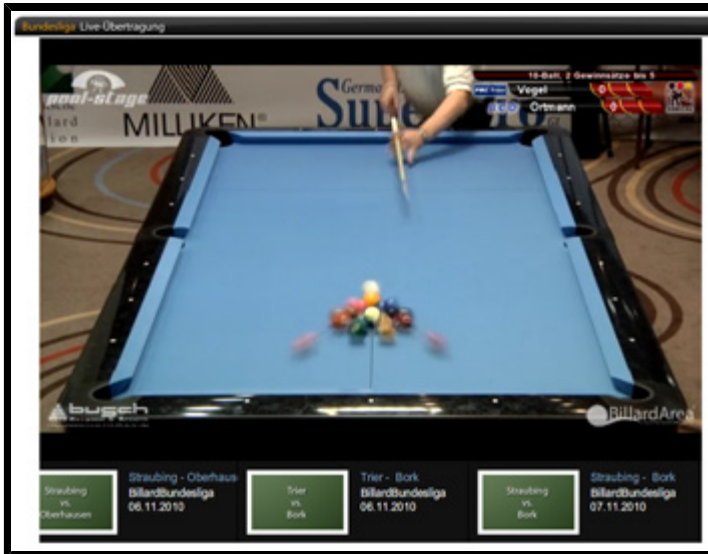 Bundesliga Live-Übertragung
pool-stage
10-Ball, 2 Gewinnsätze bis 5
Vogel 0
Ortmann 0
MILLIKEN
busch
BillardArea
Straubing
vs.
Oberhausen
Straubing - Oberhaus
BillardBundesliga
06.11.2010
Trier
vs.
Bork
Trier - Bork
BillardBundesliga
06.11.2010
Straubing
vs.
Bork
Straubing - Bork
BillardBundesliga
07.11.2010